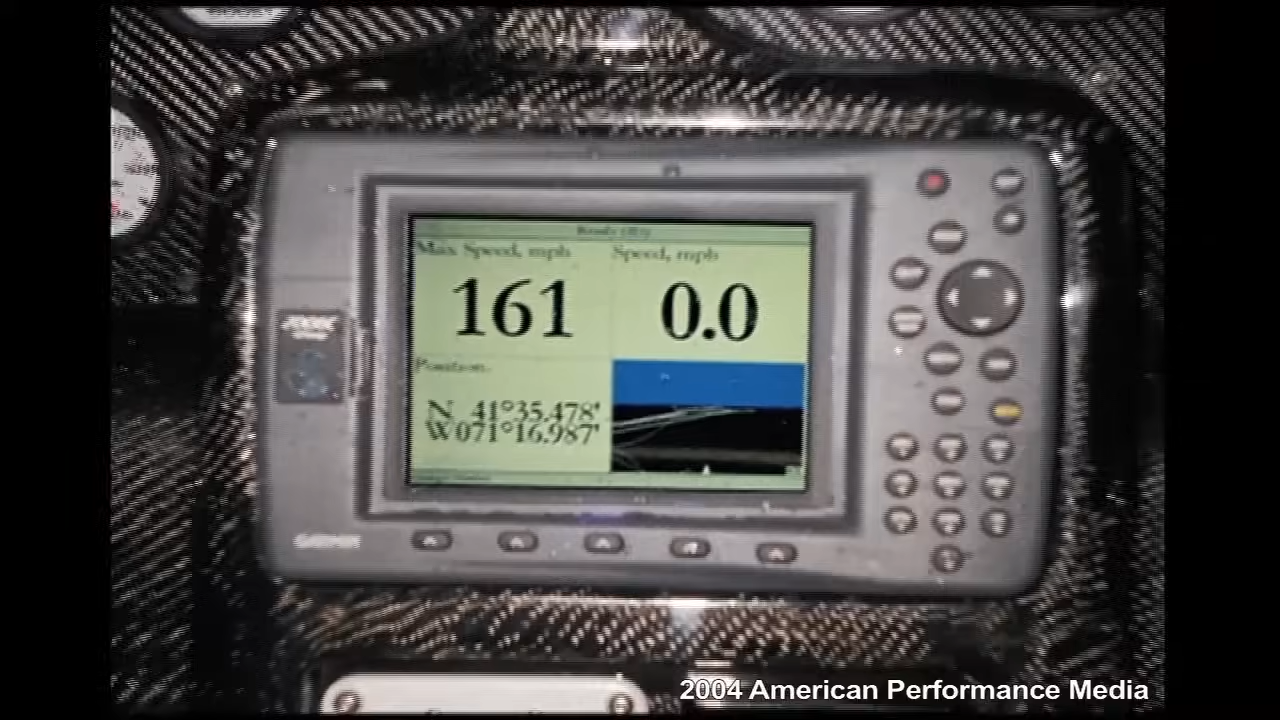 Max Speed, mph
Speed, mph
161
0.0
Position
N 41°35.478'
W071°16.987'
GARMIN
2004 American Performance Media